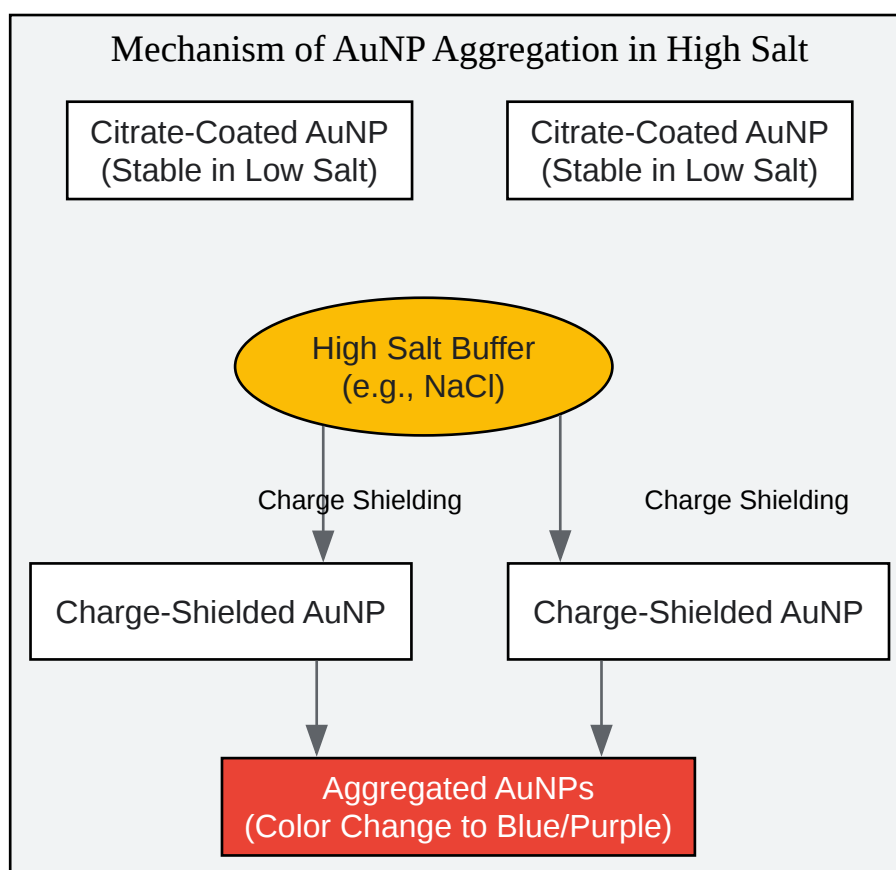 Mechanism of AuNP Aggregation in High Salt
Citrate-Coated AuNP
(Stable in Low Salt)
Citrate-Coated AuNP
(Stable in Low Salt)
High Salt Buffer
(e.g., NaCl)
Charge Shielding
Charge Shielding
Charge-Shielded AuNP
Charge-Shielded AuNP
Aggregated AuNPs
(Color Change to Blue/Purple)